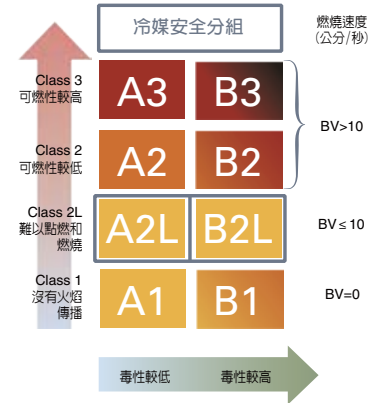 冷媒安全分組
燃燒速度
(公分/秒)
Class 3
可燃性較高
A3
B3
BV>10
Class 2
可燃性較低
A2
B2
Class 2L
難以點燃和
燃燒
A2L
B2L
BV≤10
Class 1
沒有火焰
傳播
A1
B1
BV=0
毒性較低
毒性較高